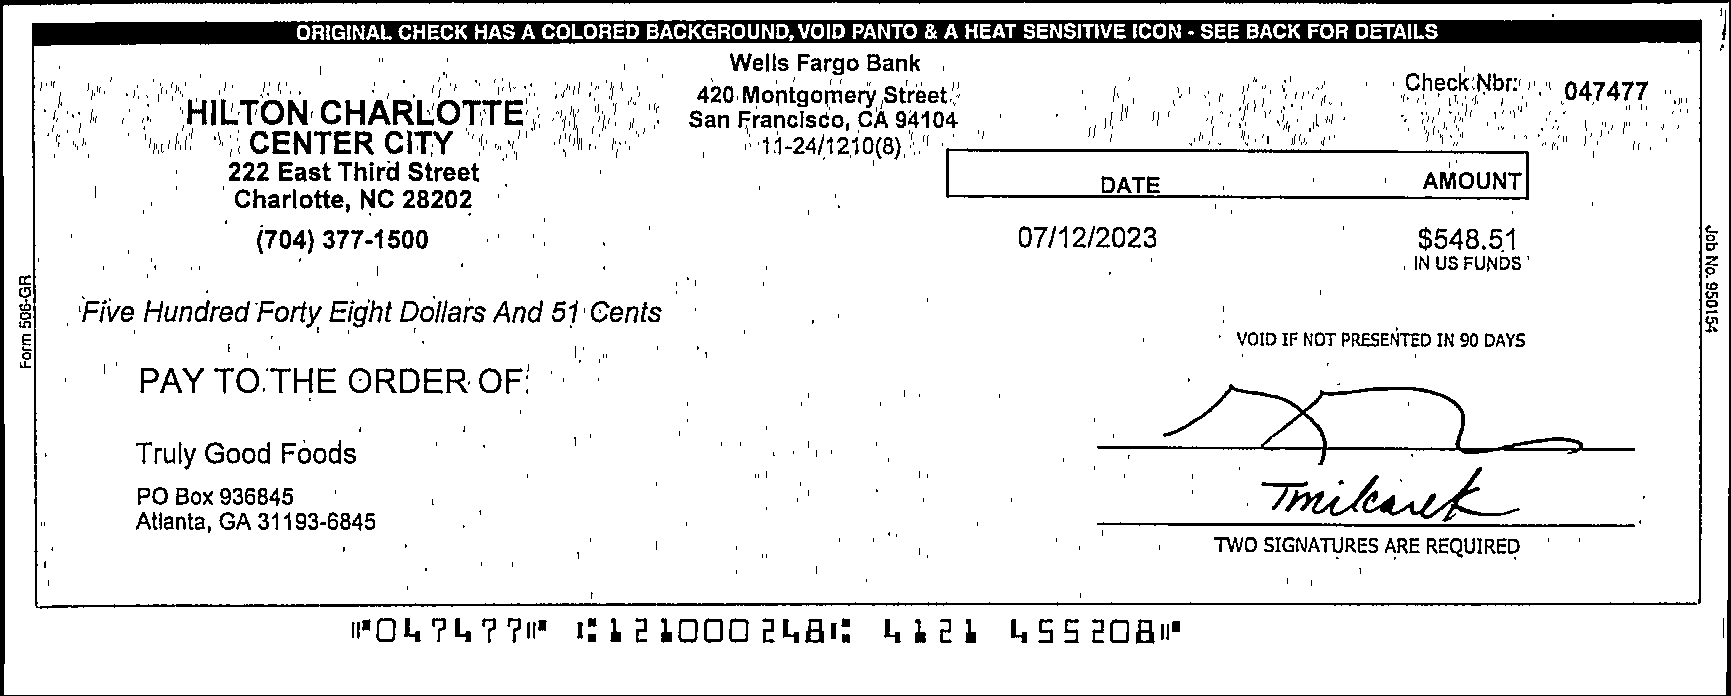 ORIGINAL CHECK HAS A COLORED BACKGROUND, VOID PANTO & A HEAT SENSITIVE ICON - SEE BACK FOR DETAILS
Wells Fargo Bank
420 Montgomery Street
San Francisco, CA 94104
11-24/1210(8)
Check Nbr: 047477
HILTON CHARLOTTE
CENTER CITY
222 East Third Street
Charlotte, NC 28202
(704) 377-1500
DATE AMOUNT
07/12/2023 $548.51
IN US FUNDS
Form 506-GR
Job No. 950154
Five Hundred Forty Eight Dollars And 51 Cents
VOID IF NOT PRESENTED IN 90 DAYS
PAY TO THE ORDER OF:
Truly Good Foods
PO Box 936845
Atlanta, GA 31193-6845
Tmilcarek
TWO SIGNATURES ARE REQUIRED
⑈047477⑈ ⑆121000248⑆ 4121 455208⑈